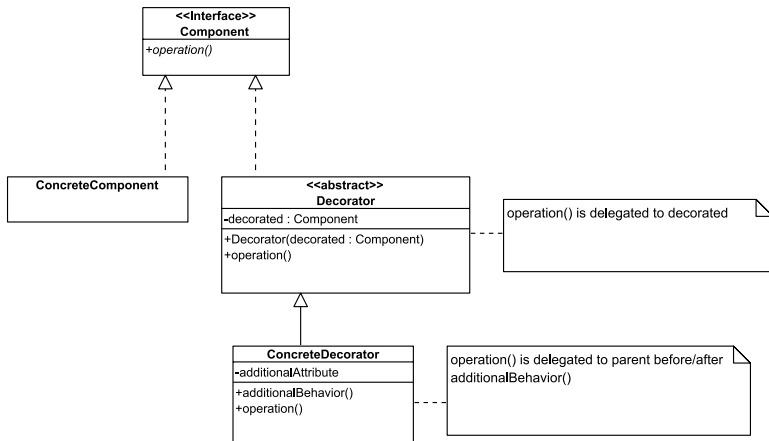 <<Interface>>
Component
+operation()
ConcreteComponent
<<abstract>>
Decorator
-decorated : Component
+Decorator(decorated : Component)
+operation()
operation() is delegated to decorated
ConcreteDecorator
-additionalAttribute
+additionalBehavior()
+operation()
operation() is delegated to parent before/after
additionalBehavior()